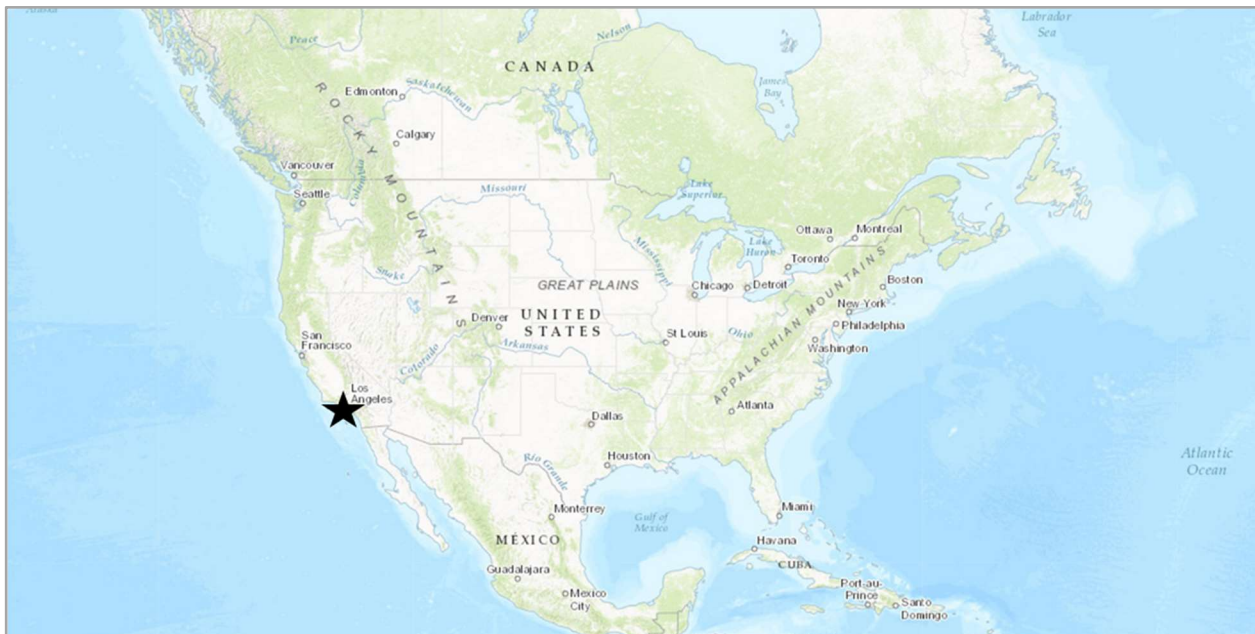 Alaska
Labrador
Sea
Peace
Nelson
CANADA
James
Bay
Edmonton
Saskatchewan
ROCKY MOUNTAINS
Calgary
Vancouver
Columbia
Seattle
Missouri
Lake
Superior
Ottawa
Montreal
Mississippi
Lake
Huron
Toronto
Snake
GREAT PLAINS
Chicago
Detroit
Boston
New York
APPALACHIAN MOUNTAINS
Denver
UNITED
STATES
St Louis
Ohio
Philadelphia
Washington
San
Francisco
Colorado
Arkansas
Los
Angeles
Dallas
Atlanta
Houston
Río Grande
Atlantic
Ocean
Monterrey
Gulf of
Mexico
Miami
MÉXICO
Havana
CUBA
Guadalajara
Mexico
City
Port-au-
Prince
Santo
Domingo